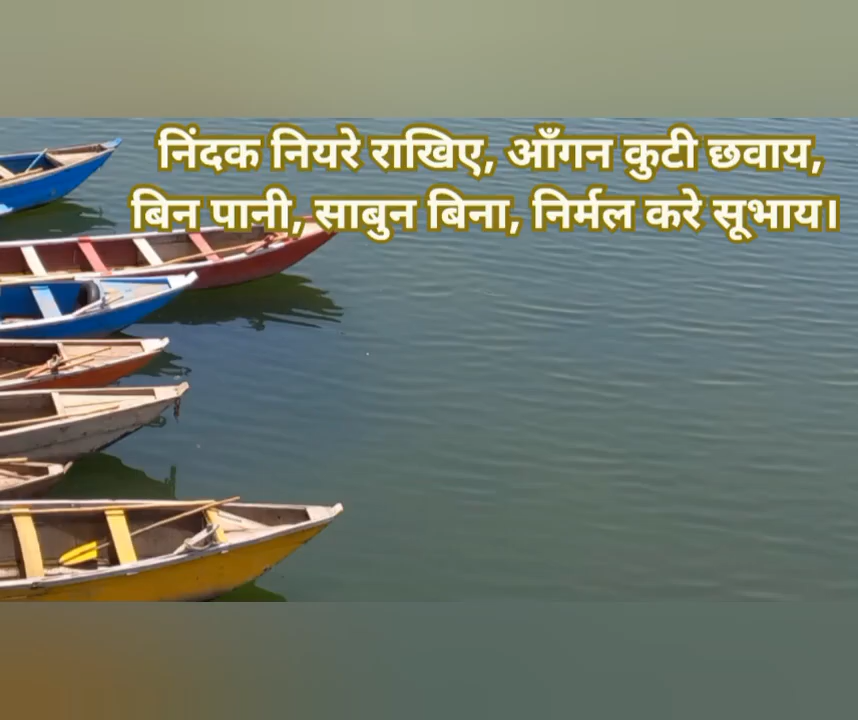 निंदक नियरे राखिए, आँगन कुटी छवाय,
बिन पानी, साबुन बिना, निर्मल करे सूभाय।